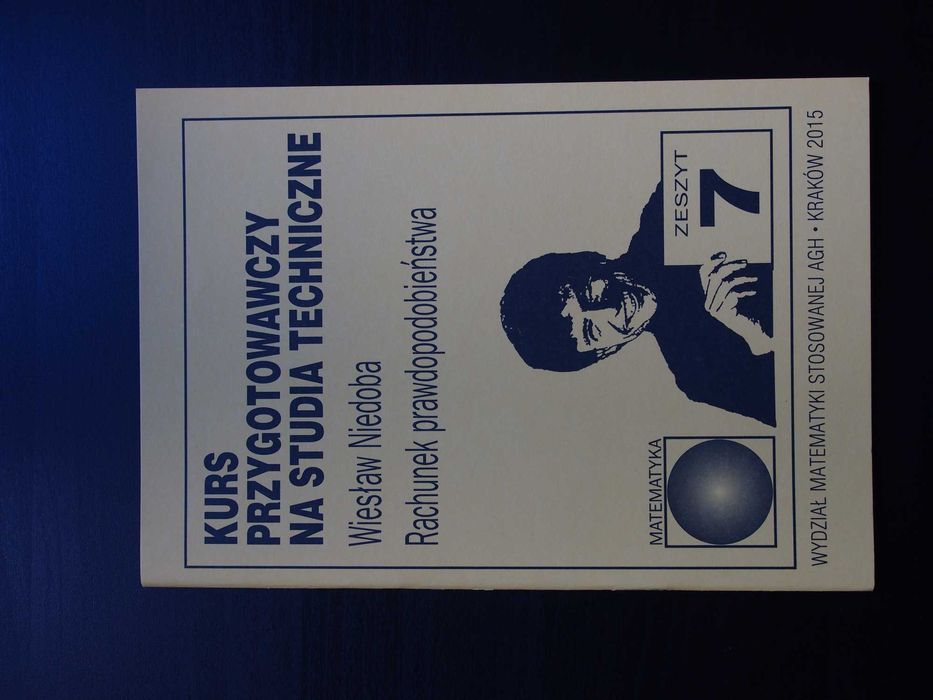 KURS
PRZYGOTOWAWCZY
NA STUDIA TECHNICZNE
Wiesław Niedoba
Rachunek prawdopodobieństwa
ZESZYT
7
MATEMATYKA
WYDZIAŁ MATEMATYKI STOSOWANEJ AGH • KRAKÓW 2015